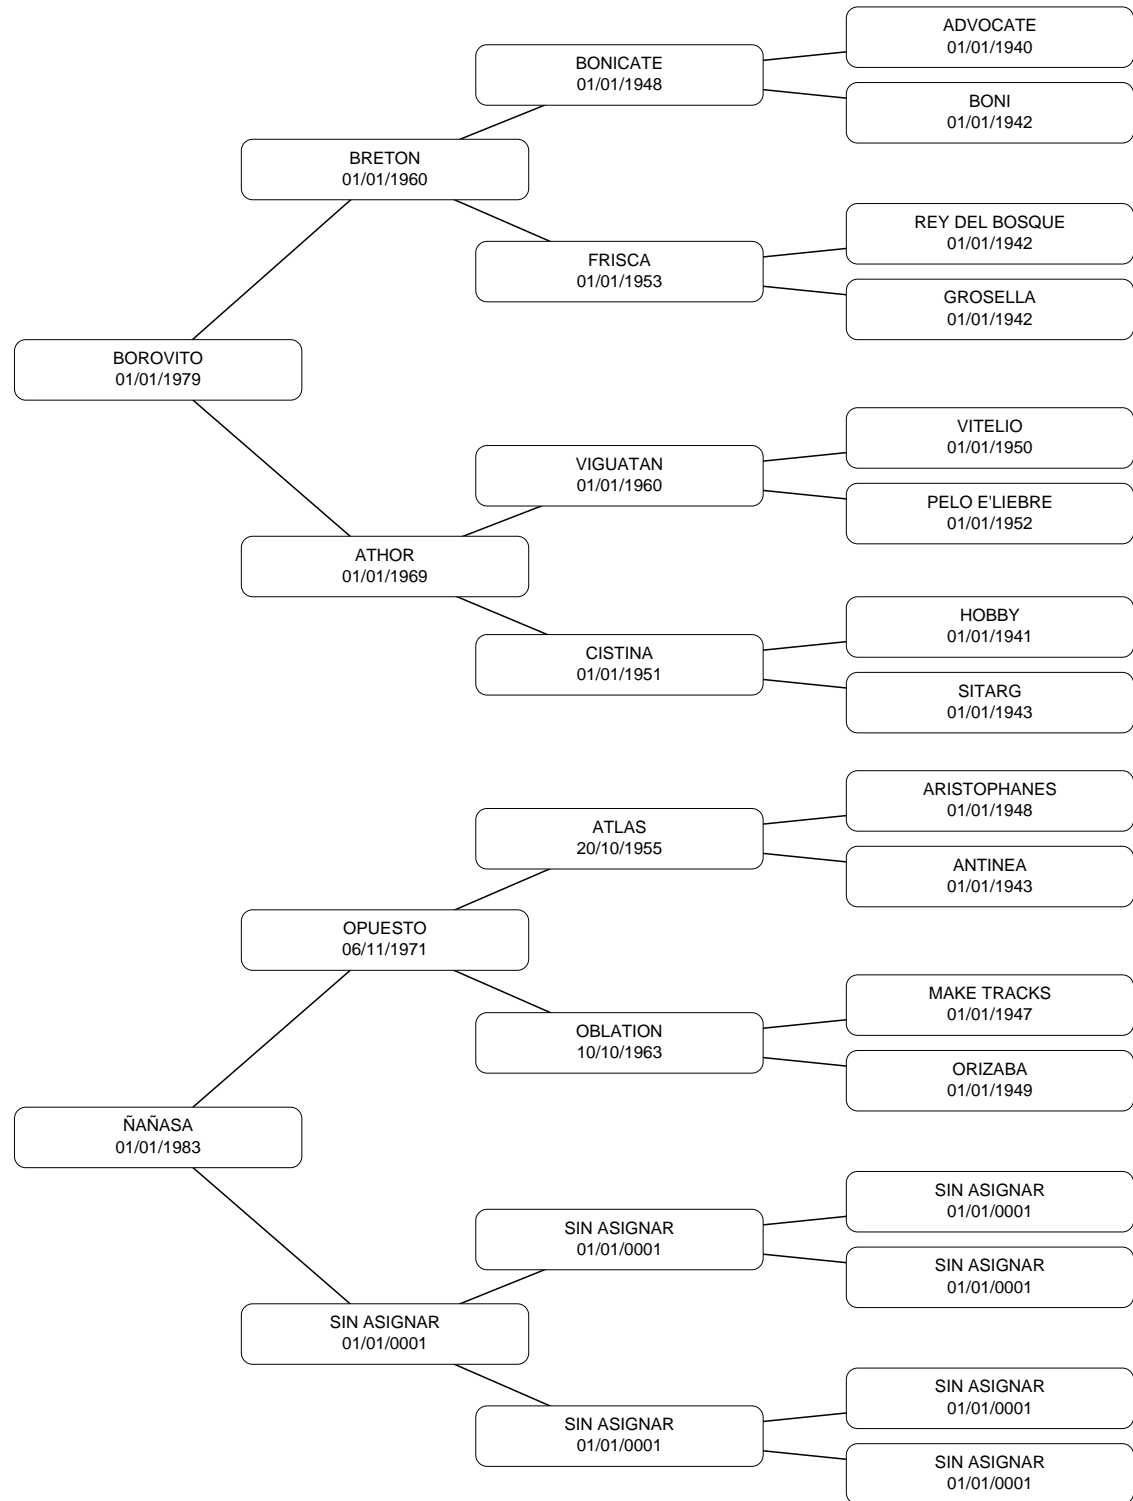 ADVOCATE
01/01/1940
BONICATE
01/01/1948
BONI
01/01/1942
BRETON
01/01/1960
REY DEL BOSQUE
01/01/1942
FRISCA
01/01/1953
GROSELLA
01/01/1942
BOROVITO
01/01/1979
VITELIO
01/01/1950
VIGUATAN
01/01/1960
PELO E'LIEBRE
01/01/1952
ATHOR
01/01/1969
HOBBY
01/01/1941
CISTINA
01/01/1951
SITARG
01/01/1943
ARISTOPHANES
01/01/1948
ATLAS
20/10/1955
ANTINEA
01/01/1943
OPUESTO
06/11/1971
MAKE TRACKS
01/01/1947
OBLATION
10/10/1963
ORIZABA
01/01/1949
ÑAÑASA
01/01/1983
SIN ASIGNAR
01/01/0001
SIN ASIGNAR
01/01/0001
SIN ASIGNAR
01/01/0001
SIN ASIGNAR
01/01/0001
SIN ASIGNAR
01/01/0001
SIN ASIGNAR
01/01/0001
SIN ASIGNAR
01/01/0001